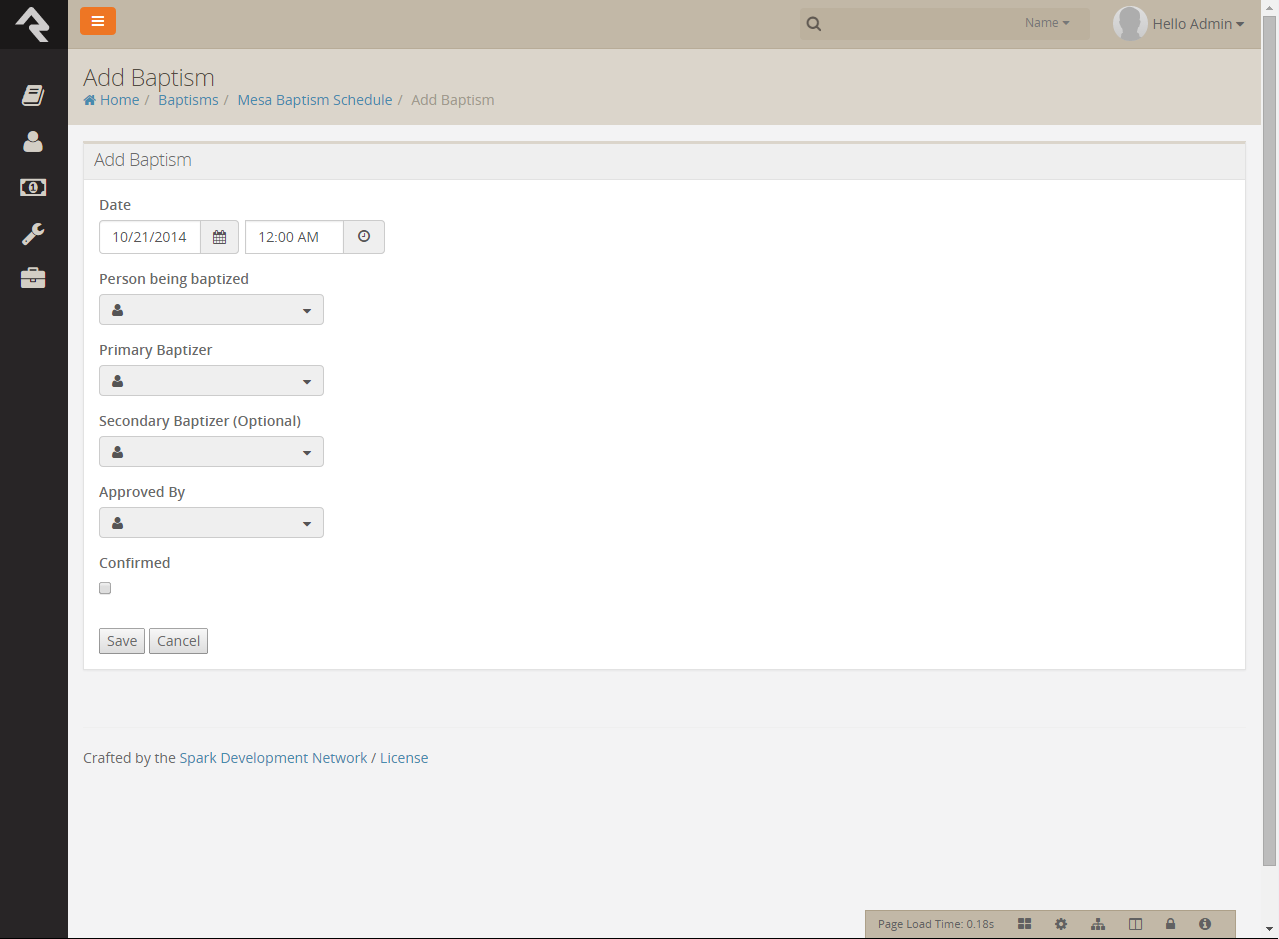 Name
Hello Admin
Add Baptism
Home / Baptisms / Mesa Baptism Schedule / Add Baptism
Add Baptism
Date
10/21/2014 12:00 AM
Person being baptized
Primary Baptizer
Secondary Baptizer (Optional)
Approved By
Confirmed
Save Cancel
Crafted by the Spark Development Network / License
Page Load Time: 0.18s